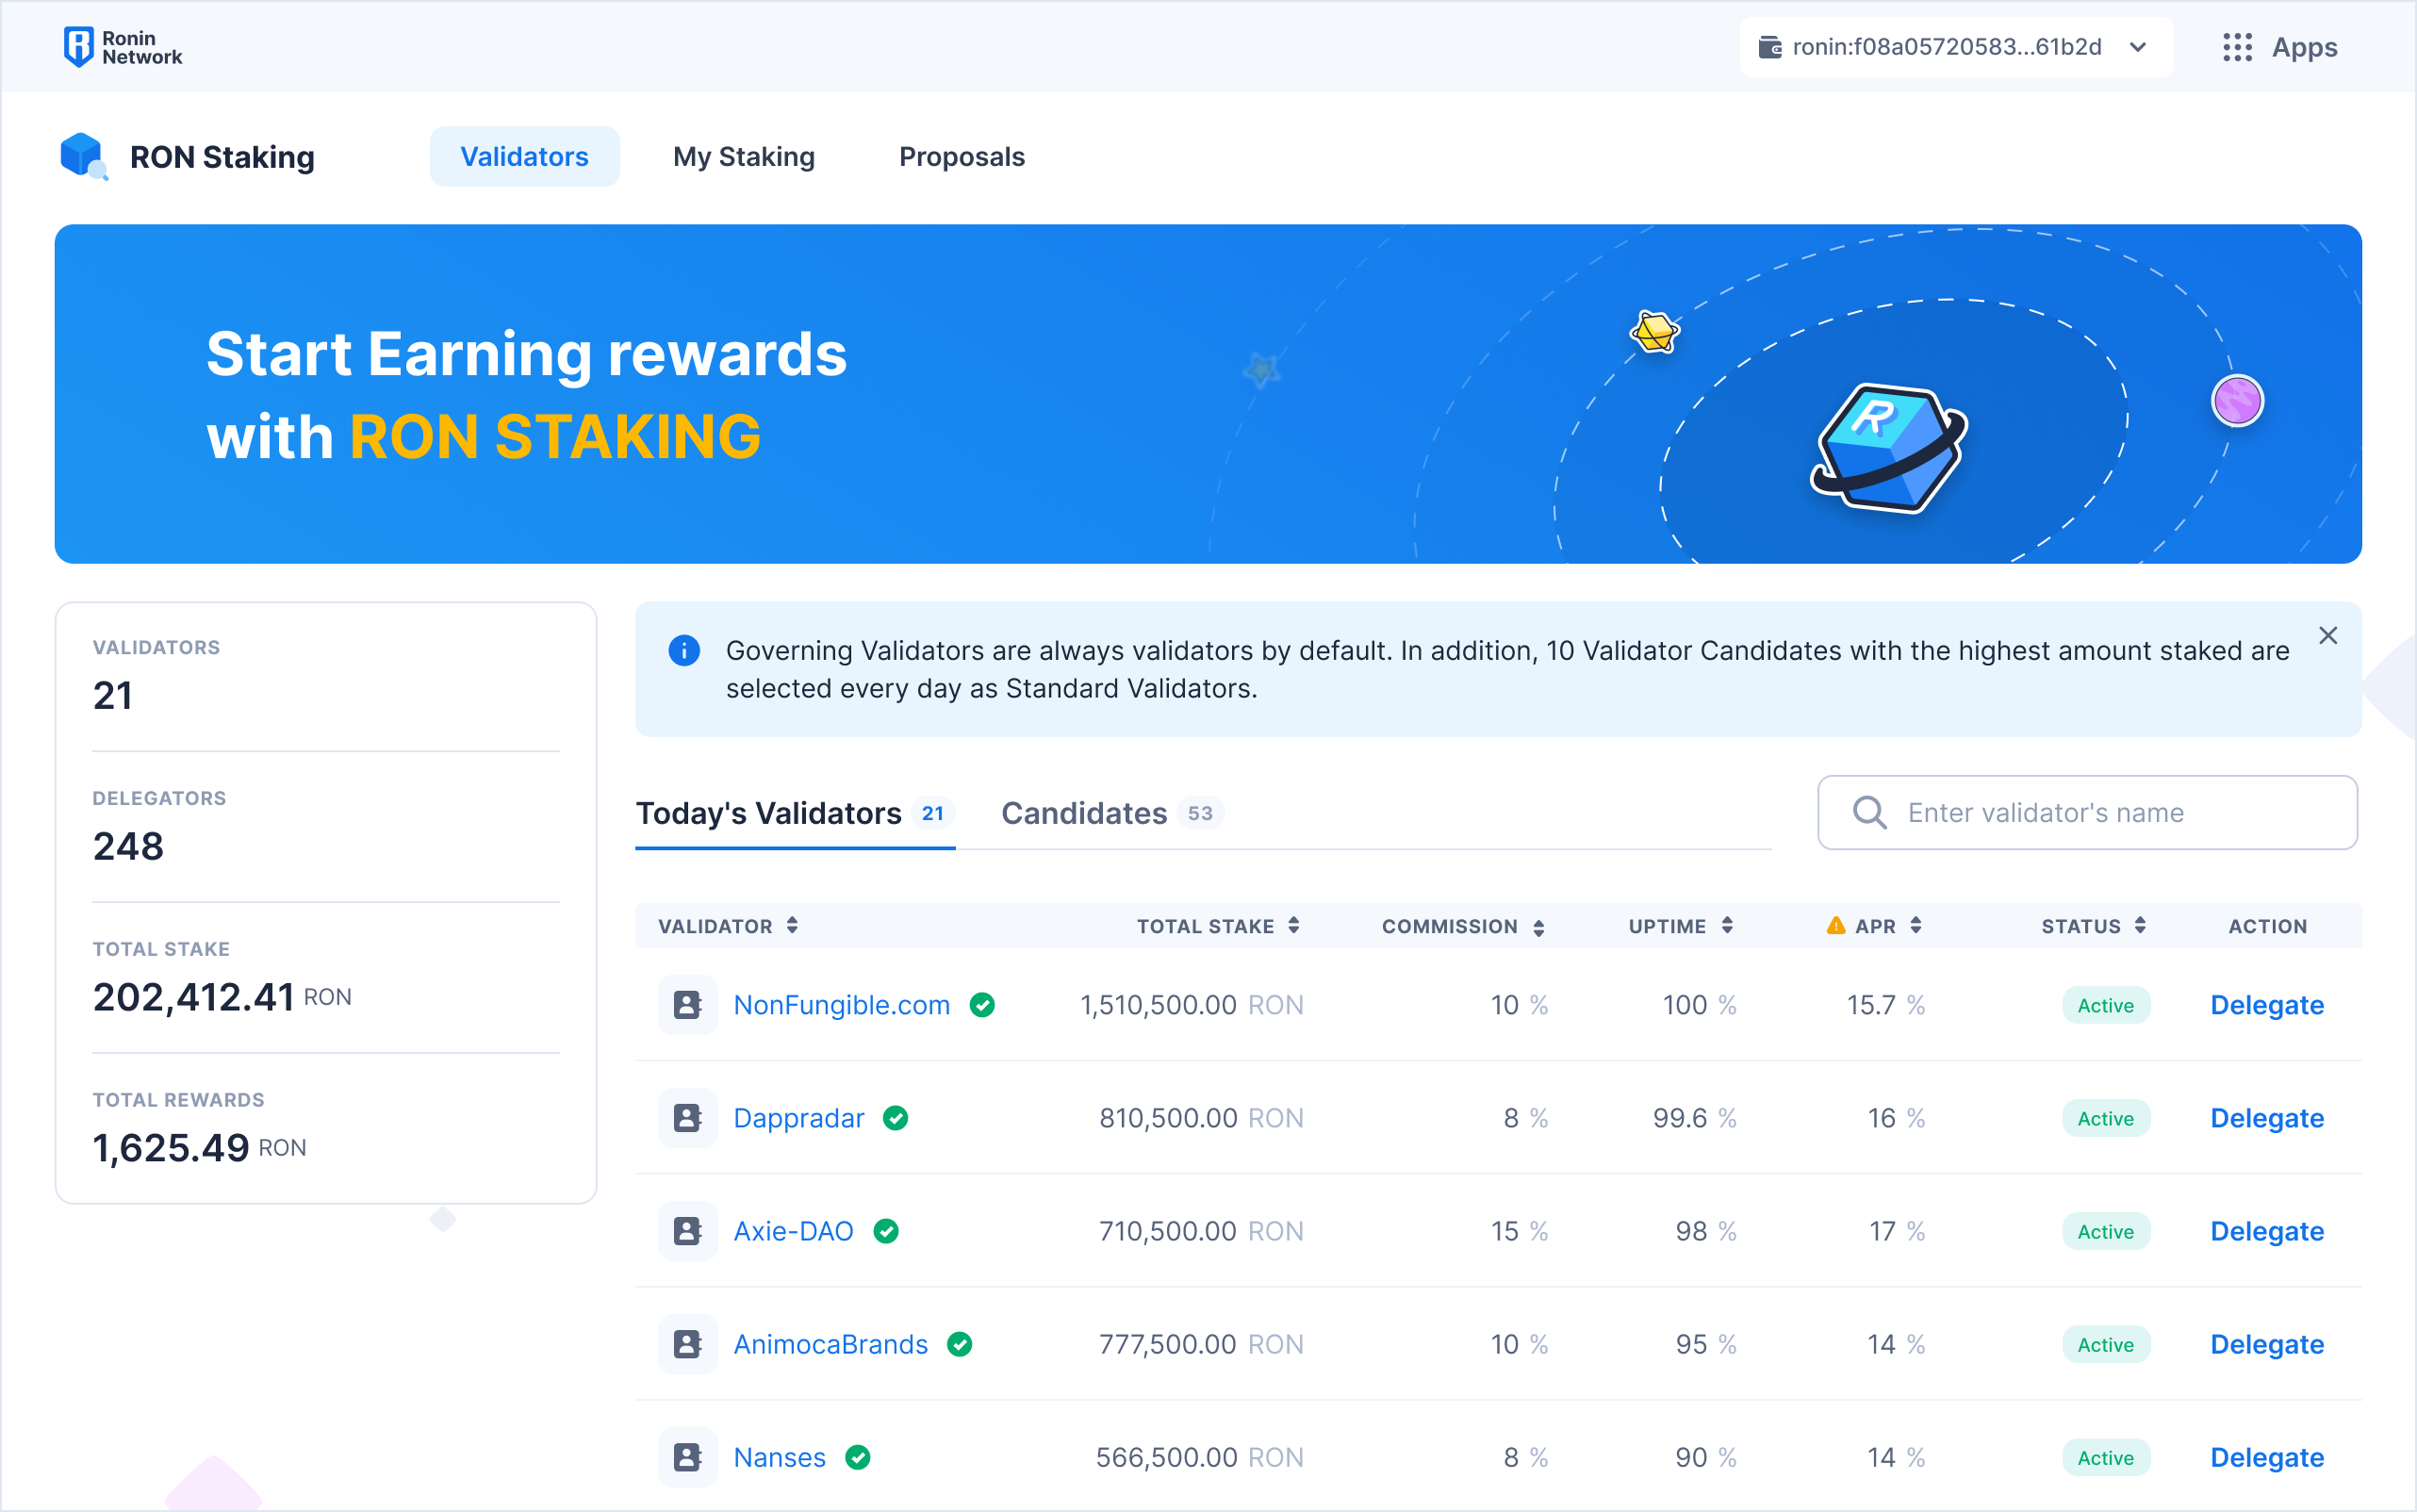 Ronin
Network
ronin:f08a05720583...61b2d
Apps
RON Staking
Validators
My Staking
Proposals
Start Earning rewards
with RON STAKING
R
VALIDATORS
21
DELEGATORS
248
TOTAL STAKE
202,412.41 RON
TOTAL REWARDS
1,625.49 RON
Governing Validators are always validators by default. In addition, 10 Validator Candidates with the highest amount staked are
selected every day as Standard Validators.
Today's Validators 21
Candidates 53
Enter validator's name
VALIDATOR TOTAL STAKE COMMISSION UPTIME APR STATUS ACTION
NonFungible.com 1,510,500.00 RON 10 % 100 % 15.7 % Active Delegate
Dappradar 810,500.00 RON 8 % 99.6 % 16 % Active Delegate
Axie-DAO 710,500.00 RON 15 % 98 % 17 % Active Delegate
AnimocaBrands 777,500.00 RON 10 % 95 % 14 % Active Delegate
Nanses 566,500.00 RON 8 % 90 % 14 % Active Delegate